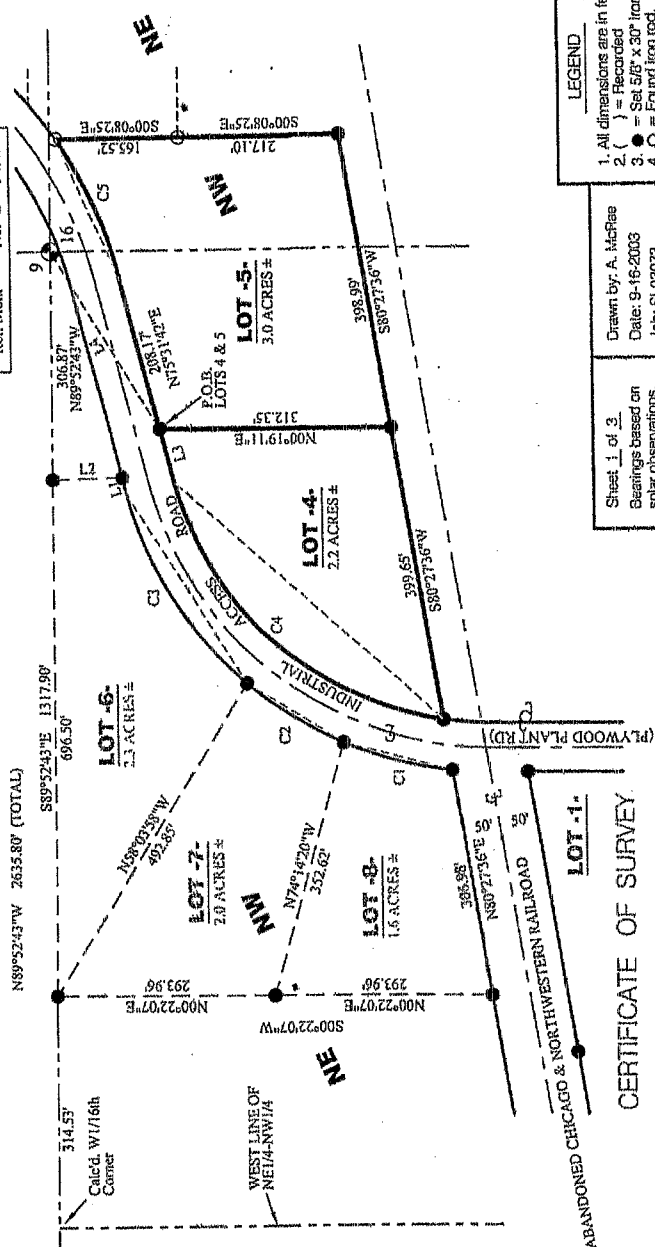 N89°52'43"W 2635.80' (TOTAL)
S89°52'43"E 1317.90'
696.50'
314.53'
Calc'd. W1/16th
Corner
WEST LINE OF
NE1/4-NW1/4
306.87'
N89°52'43"W
9
16
L2
L1
C3
LOT -6-
2.3 ACRES ±
N58°03'58"W
492.85'
LOT -7-
2.0 ACRES ±
NW
N74°14'20"W
352.62'
LOT -8-
1.6 ACRES ±
N00°22'07"E
293.96'
N00°22'07"E
293.96'
S00°22'07"W
NE
C2
C1
306.98'
N80°27'36"E
50'
50'
ABANDONED CHICAGO & NORTHWESTERN RAILROAD
LOT -1-
INDUSTRIAL ACCESS ROAD
(PLYWOOD PLANT RD)
C4
L3
208.17'
N75°31'42"E
P.O.B.
LOTS 4 & 5
C5
LOT -4-
2.2 ACRES ±
N00°19'11"E
312.35'
399.65'
S80°27'36"W
LOT -5-
3.0 ACRES ±
398.99'
S80°27'36"W
NW
NE
S00°08'25"E
165.52'
S00°08'25"E
217.10'
CERTIFICATE OF SURVEY
Sheet 1 of 3
Bearings based on
solar observations
Drawn by: A. McRae
Date: 9-16-2003
LEGEND
1. All dimensions are in
2. ( ) = Recorded
3. ● = Set 5/8" x 30" iron
4. O = Found iron rod.